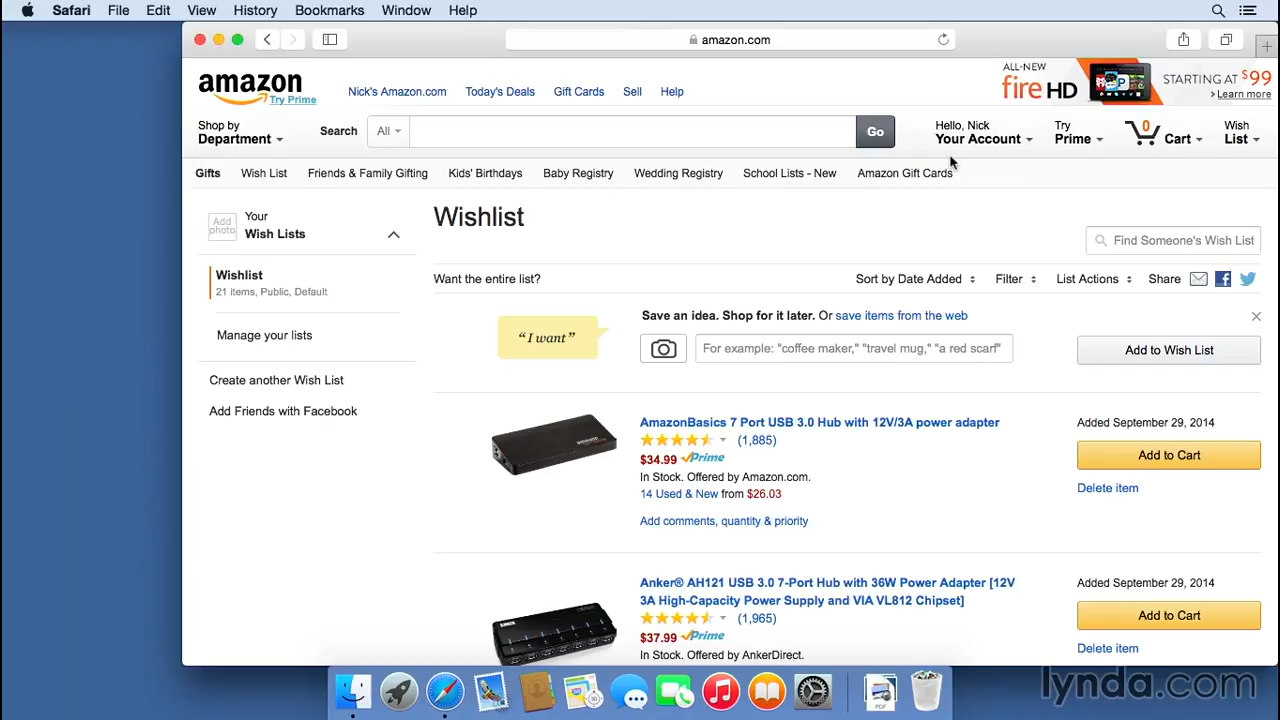 Safari File Edit View History Bookmarks Window Help
amazon.com
amazon
Try Prime
Nick's Amazon.com Today's Deals Gift Cards Sell Help
ALL-NEW
fire HD
STARTING AT $99
Learn more
Shop by
Department
Search All Go
Hello, Nick
Your Account
Try
Prime
0
Cart
Wish
List
Gifts Wish List Friends & Family Gifting Kids' Birthdays Baby Registry Wedding Registry School Lists - New Amazon Gift Cards
Add
photo
Your
Wish Lists
Wishlist
21 items, Public, Default
Manage your lists
Create another Wish List
Add Friends with Facebook
Wishlist
Find Someone's Wish List
Want the entire list? Sort by Date Added Filter List Actions Share
"I want"
Save an idea. Shop for it later. Or save items from the web
For example: "coffee maker," "travel mug," "a red scarf"
Add to Wish List
amazon
AmazonBasics 7 Port USB 3.0 Hub with 12V/3A power adapter
(1,885)
$34.99 Prime
In Stock. Offered by Amazon.com.
14 Used & New from $26.03
Add comments, quantity & priority
Added September 29, 2014
Add to Cart
Delete item
Anker® AH121 USB 3.0 7-Port Hub with 36W Power Adapter [12V
3A High-Capacity Power Supply and VIA VL812 Chipset]
(1,965)
$37.99 Prime
In Stock. Offered by AnkerDirect.
Added September 29, 2014
Add to Cart
Delete item
PDF
lynda.com